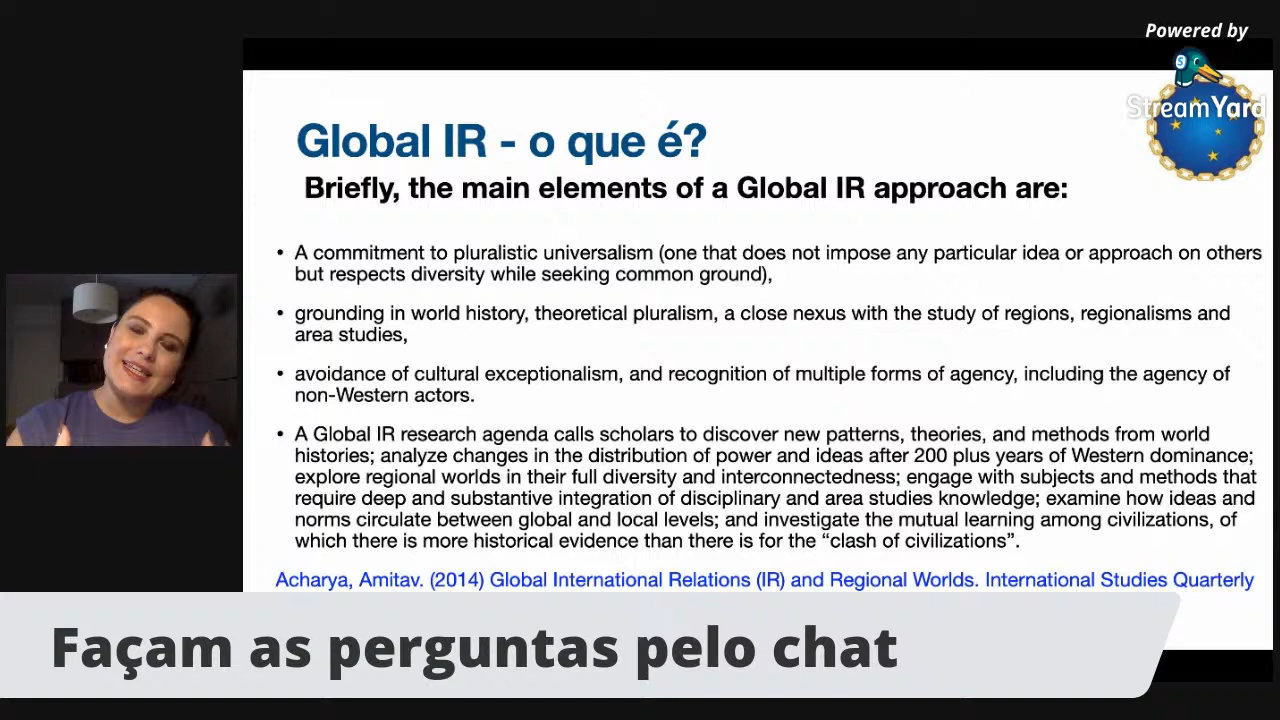 Powered by
StreamYard
Global IR - o que é?
Briefly, the main elements of a Global IR approach are:
• A commitment to pluralistic universalism (one that does not impose any particular idea or approach on others
but respects diversity while seeking common ground),
• grounding in world history, theoretical pluralism, a close nexus with the study of regions, regionalisms and
area studies,
• avoidance of cultural exceptionalism, and recognition of multiple forms of agency, including the agency of
non-Western actors.
• A Global IR research agenda calls scholars to discover new patterns, theories, and methods from world
histories; analyze changes in the distribution of power and ideas after 200 plus years of Western dominance;
explore regional worlds in their full diversity and interconnectedness; engage with subjects and methods that
require deep and substantive integration of disciplinary and area studies knowledge; examine how ideas and
norms circulate between global and local levels; and investigate the mutual learning among civilizations, of
which there is more historical evidence than there is for the “clash of civilizations”.
Acharya, Amitav. (2014) Global International Relations (IR) and Regional Worlds. International Studies Quarterly
Façam as perguntas pelo chat